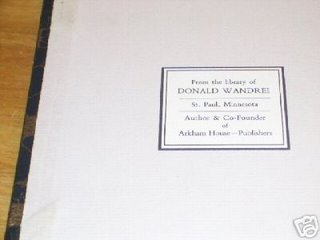 From the library of
DONALD WANDREI
St. Paul, Minnesota
Author & Co-Founder
of
Arkham House—Publishers